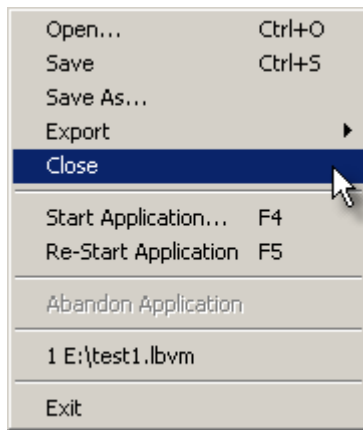 Open... Ctrl+O
Save Ctrl+S
Save As...
Export
Close
Start Application... F4
Re-Start Application F5
Abandon Application
1 E:\test1.lbvm
Exit